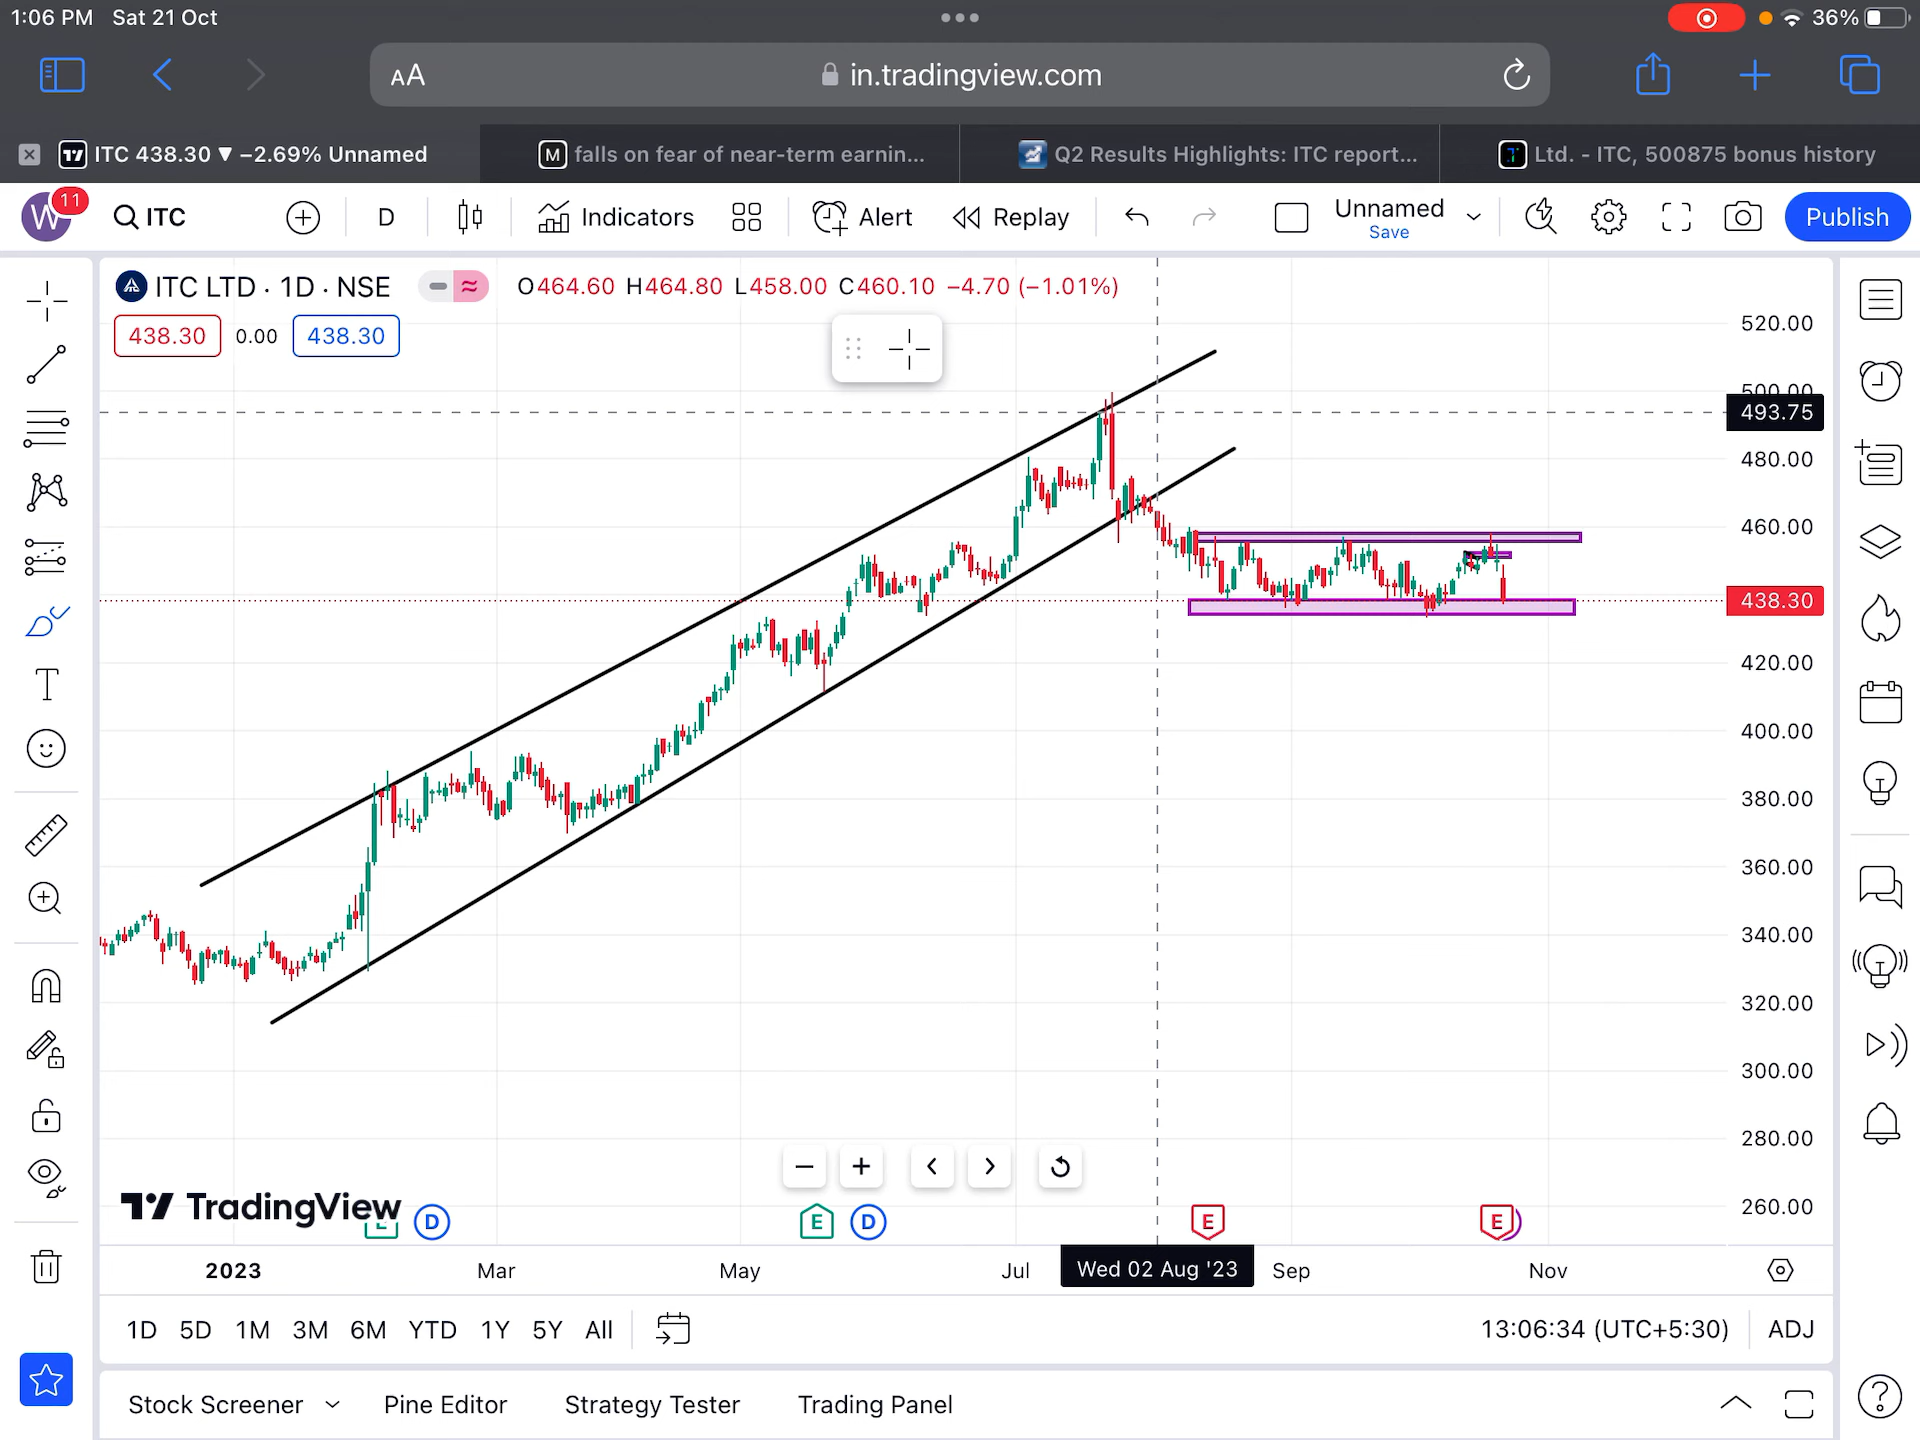 1:06 PM Sat 21 Oct
36%
AA in.tradingview.com
ITC 438.30 ▼ −2.69% Unnamed
M falls on fear of near-term earnin...
Q2 Results Highlights: ITC report...
Ltd. - ITC, 500875 bonus history
W 11 ITC D Indicators Alert Replay Unnamed Publish
Save
ITC LTD · 1D · NSE O464.60 H464.80 L458.00 C460.10 −4.70 (−1.01%)
438.30 0.00 438.30
520.00
500.00
493.75
480.00
460.00
438.30
420.00
400.00
380.00
360.00
340.00
320.00
300.00
280.00
260.00
TradingView
E D E D E E
2023 Mar May Jul Wed 02 Aug '23 Sep Nov
1D 5D 1M 3M 6M YTD 1Y 5Y All 13:06:34 (UTC+5:30) ADJ
Stock Screener Pine Editor Strategy Tester Trading Panel